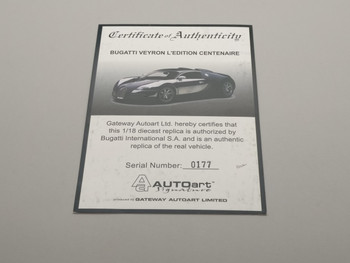 Certificate of Authenticity
BUGATTI VEYRON L'EDITION CENTENAIRE
Gateway Autoart Ltd. hereby certifies that
this 1/18 diecast replica is authorized by
Bugatti International S.A. and is an authentic
replica of the real vehicle.
Serial Number: 0177
AUTOart
Signature
GATEWAY AUTOART LIMITED